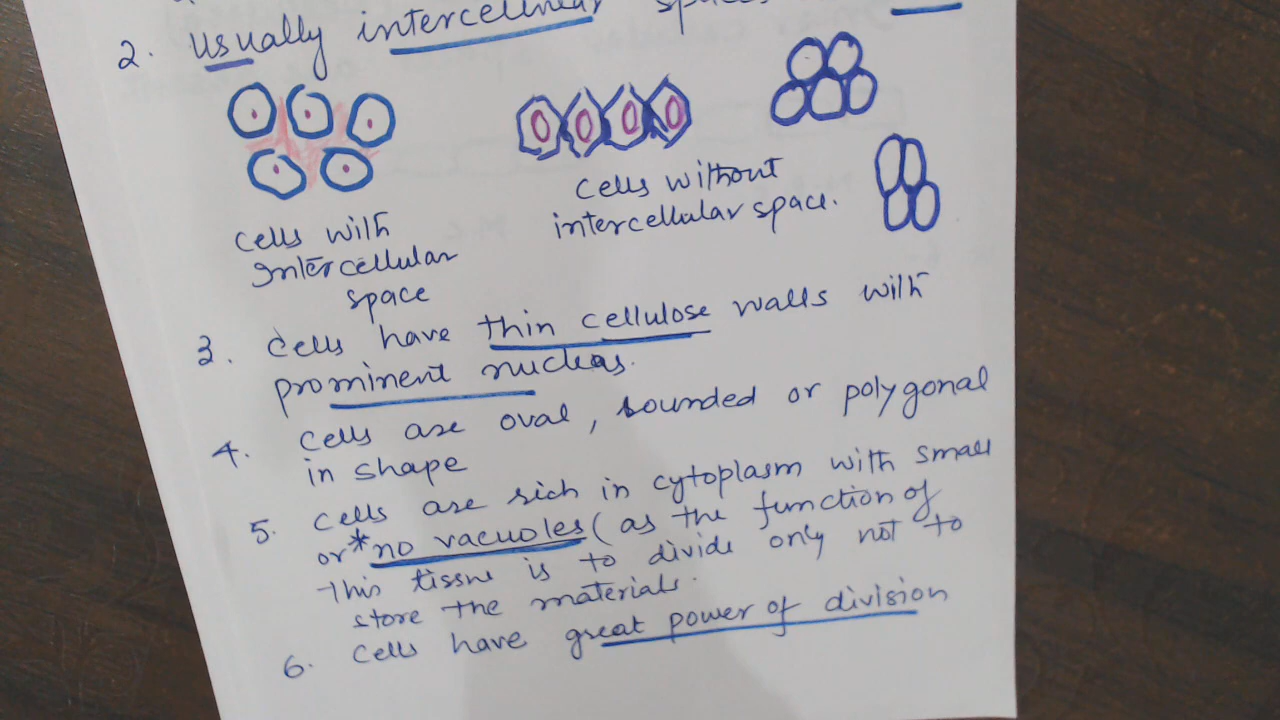 2. Usually intercellular spaces
Cells with
Intercellular
space
Cells without
intercellular space.
3. Cells have thin cellulose walls with
prominent nucleus.
4. Cells are oval, rounded or polygonal
in shape
5. Cells are rich in cytoplasm with small
or *no vacuoles (as the function of
This tissue is to divide only not to
store the materials.
6. Cells have great power of division